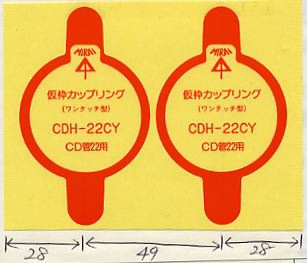 MIRAI MIRAI
仮枠カップリング 仮枠カップリング
(ワンタッチ型) (ワンタッチ型)
CDH-22CY CDH-22CY
CD管22用 CD管22用
28 49 28